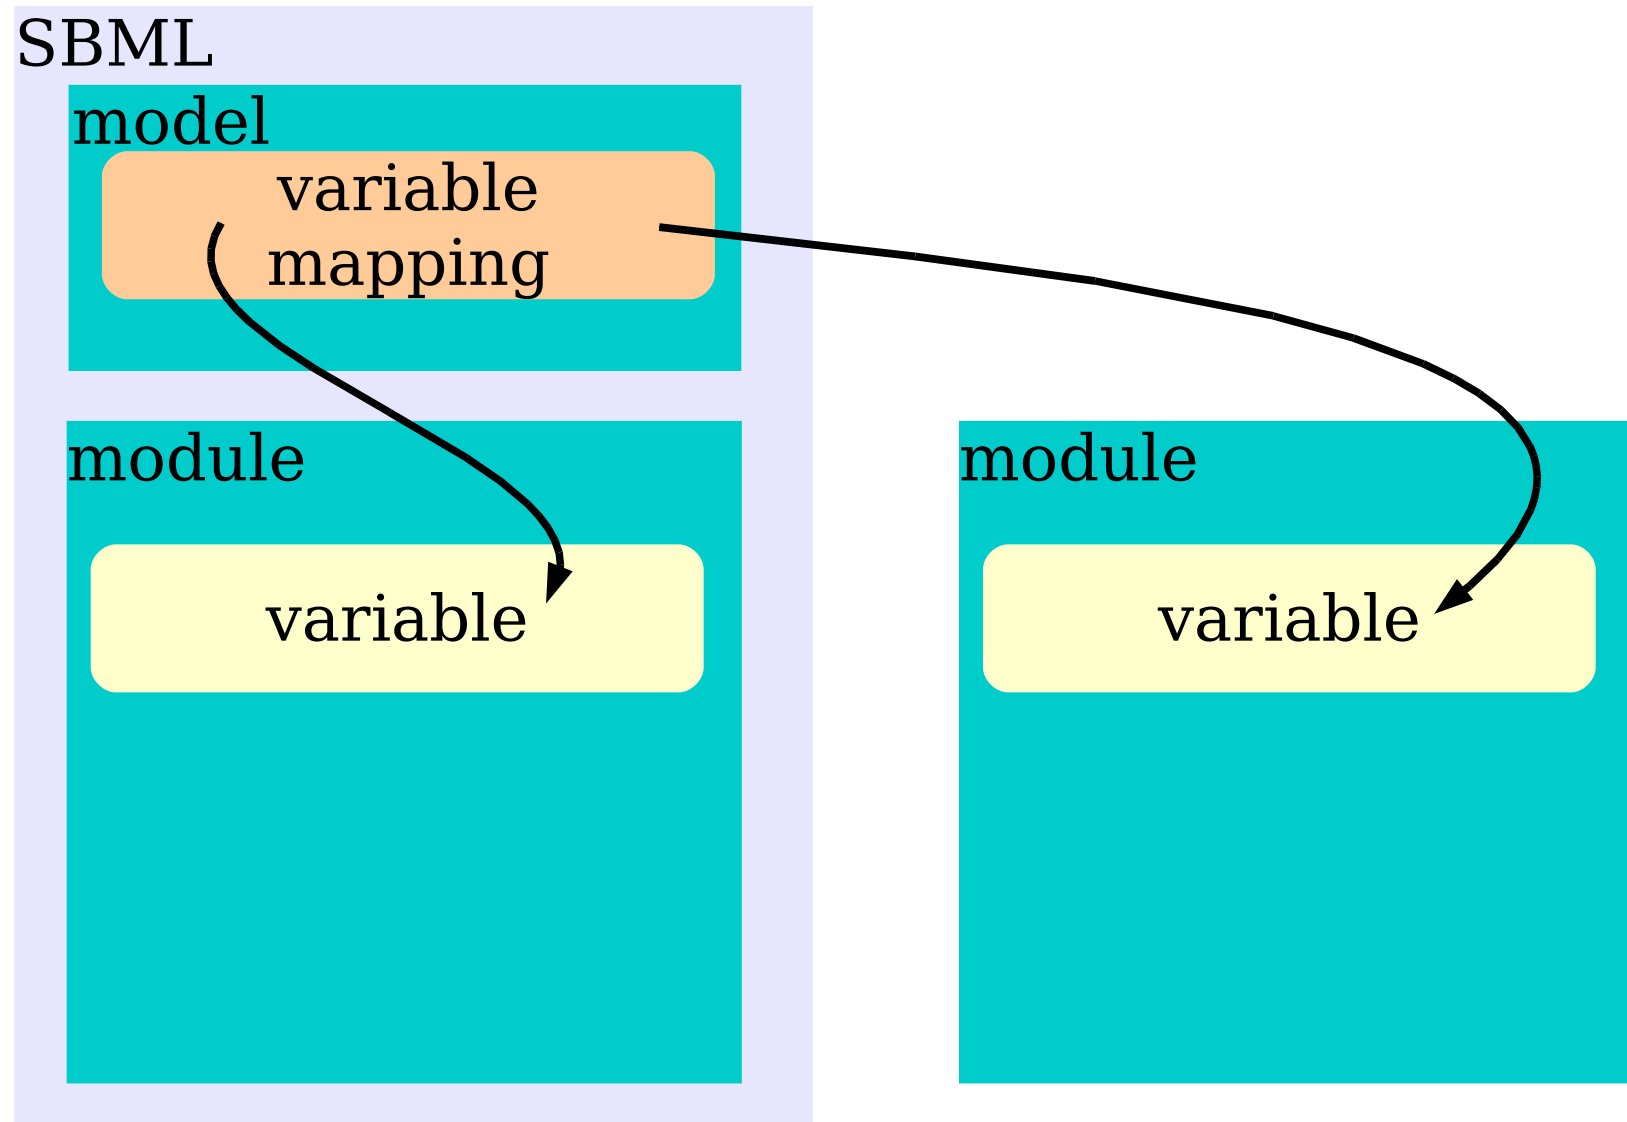 SBML
model
variable
mapping
module
module
variable
variable